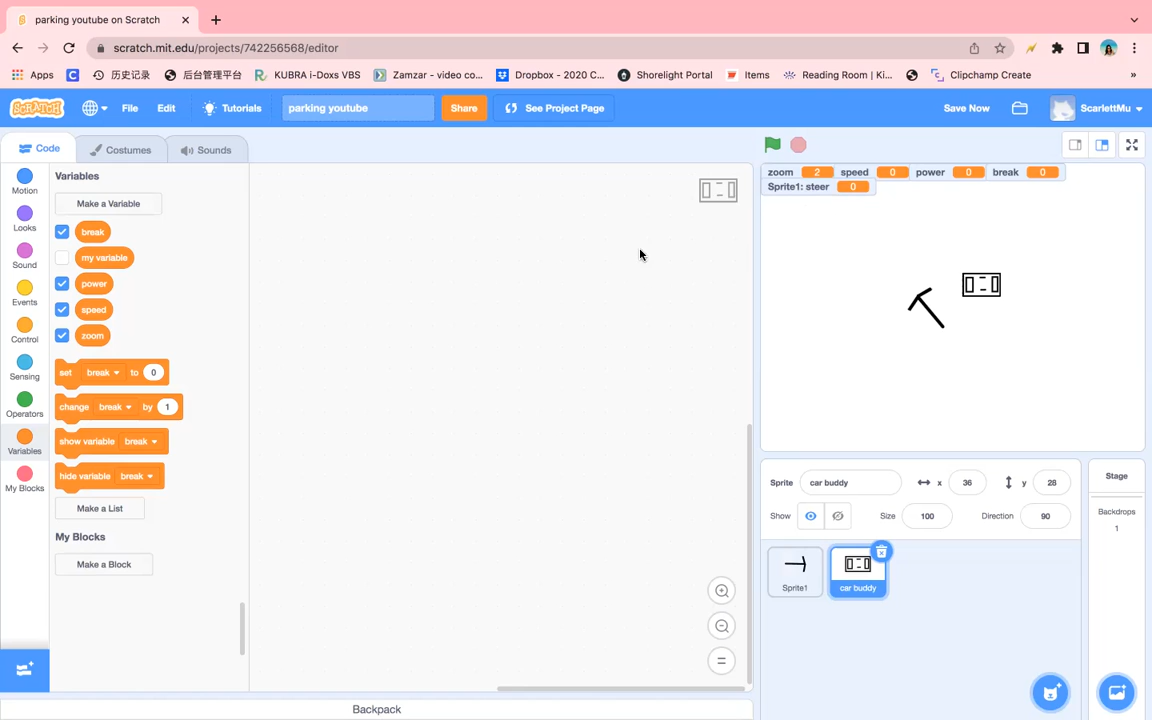 parking youtube on Scratch
scratch.mit.edu/projects/742256568/editor
Apps 历史记录 后台管理平台 KUBRA i-Doxs VBS Zamzar - video co... Dropbox - 2020 C... Shorelight Portal Items Reading Room | Ki... Clipchamp Create »
SCRATCH File Edit Tutorials parking youtube Share See Project Page Save Now ScarlettMu
Code Costumes Sounds
Motion
Looks
Sound
Events
Control
Sensing
Operators
Variables
My Blocks
Variables
Make a Variable
break
my variable
power
speed
zoom
set break to 0
change break by 1
show variable break
hide variable break
Make a List
My Blocks
Make a Block
Backpack
zoom 2 speed 0 power 0 break 0
Sprite1: steer 0
Sprite car buddy x 36 y 28
Show Size 100 Direction 90
Sprite1
car buddy
Stage
Backdrops
1